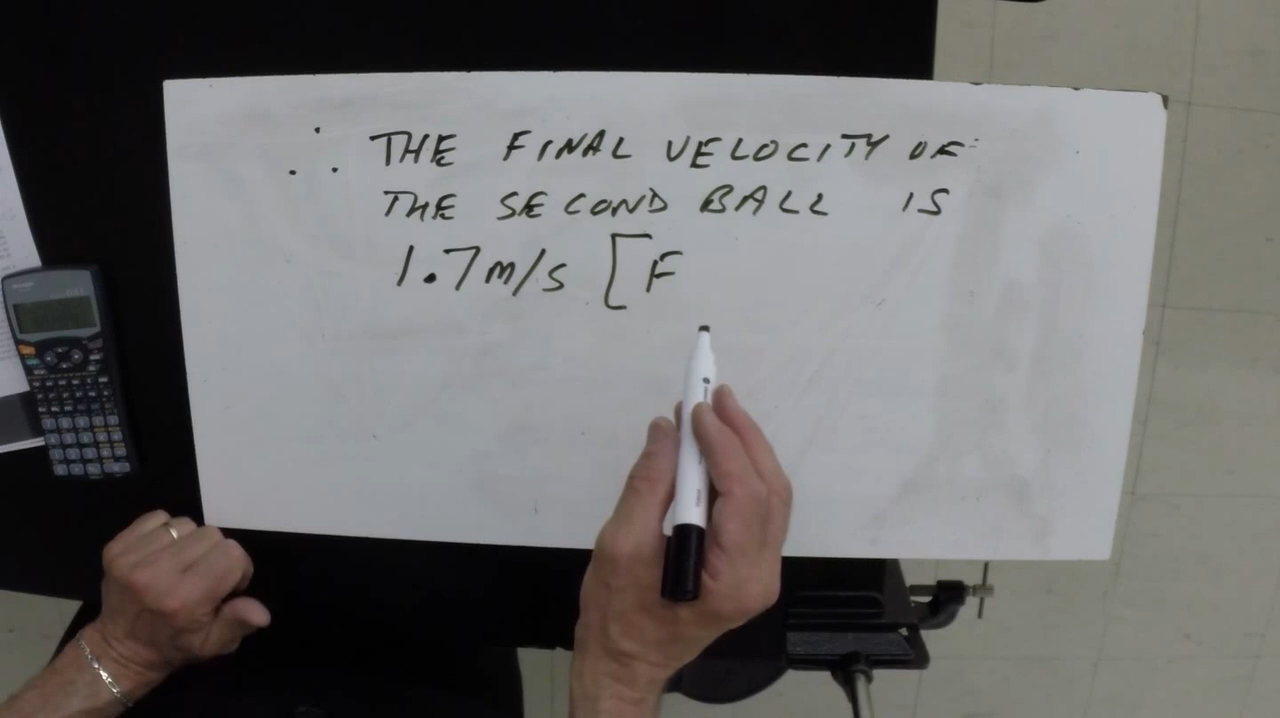 ∴ THE FINAL VELOCITY OF
THE SECOND BALL IS
1.7m/s [F